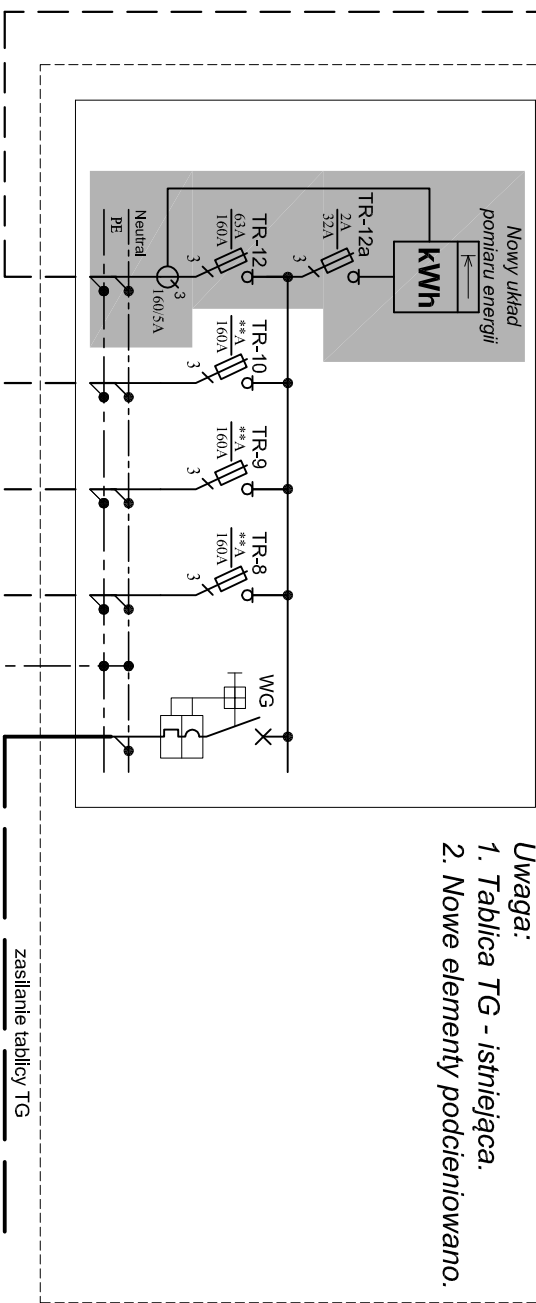 Nowy układ
pomiaru energii
kWh
TR-12a
2A
32A
3
TR-12
63A
160A
3
3
160/5A
Neutral
PE
TR-10
**A
160A
3
TR-9
**A
160A
3
TR-8
**A
160A
3
WG
Uwaga:
1. Tablica TG - istniejąca.
2. Nowe elementy podcieniowano.
zasilanie tablicy TG